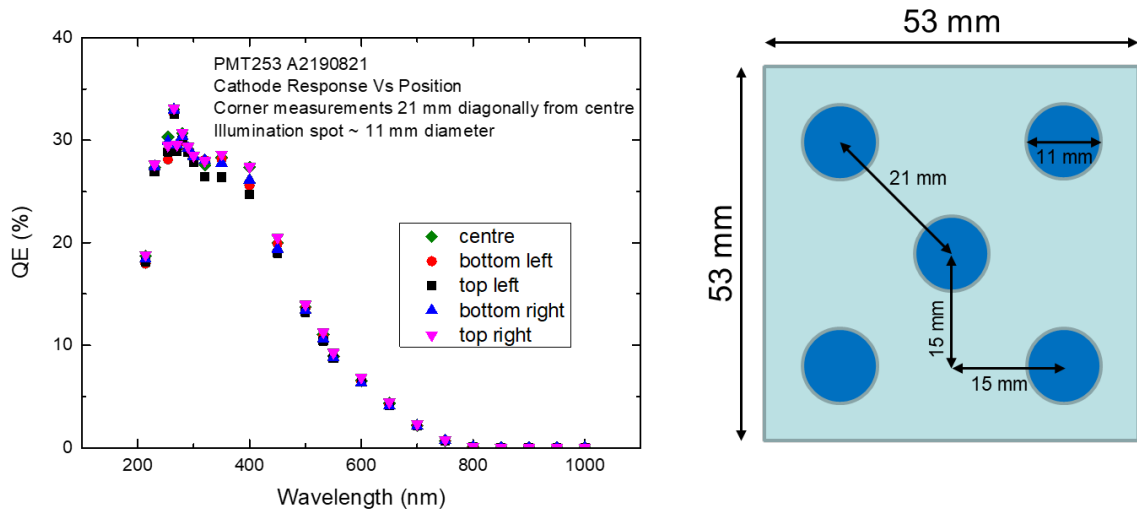 PMT253 A2190821
Cathode Response Vs Position
Corner measurements 21 mm diagonally from centre
Illumination spot ~ 11 mm diameter
QE (%)
40
30
20
10
0
centre
bottom left
top left
bottom right
top right
200 400 600 800 1000
Wavelength (nm)
53 mm
53 mm
11 mm
21 mm
15 mm
15 mm